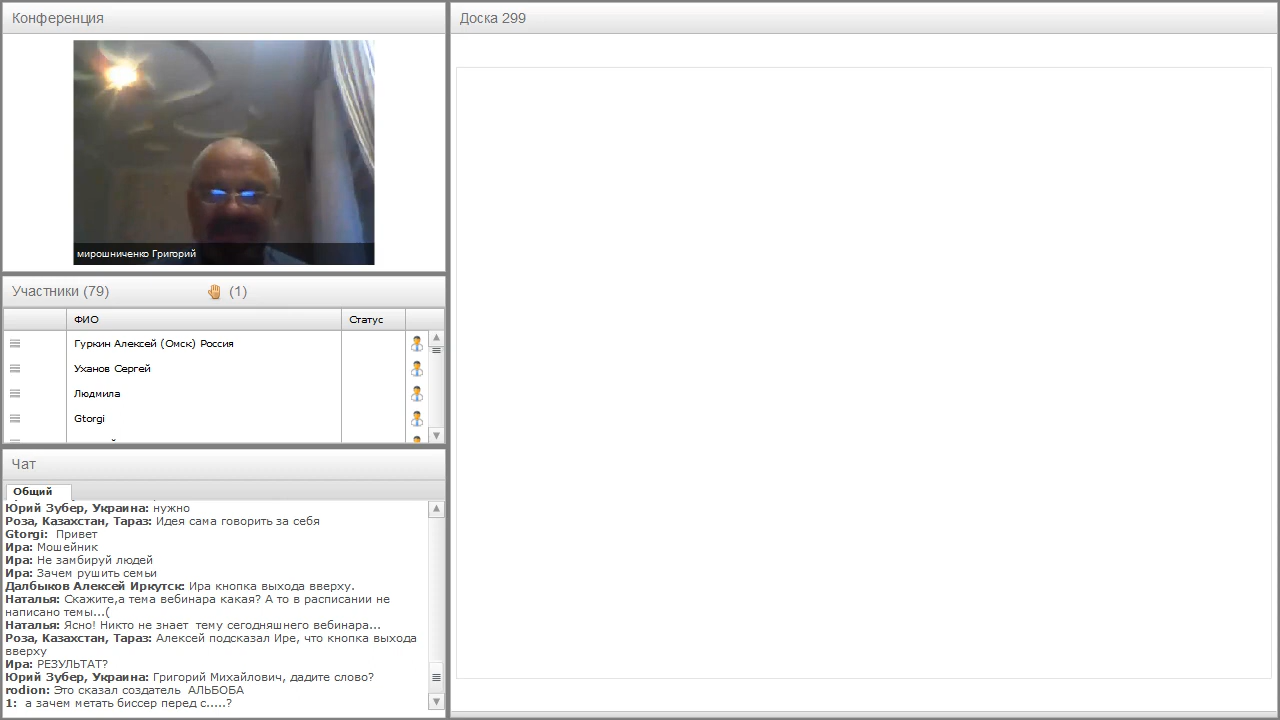 Конференция
мирошниченко Григорий
Участники (79) (1)
ФИО Статус
Гуркин Алексей (Омск) Россия
Уханов Сергей
Людмила
Gtorgi
Чат
Общий
Юрий Зубер, Украина: нужно
Роза, Казахстан, Тараз: Идея сама говорить за себя
Gtorgi: Привет
Ира: Мошейник
Ира: Не замбируй людей
Ира: Зачем рушить семьи
Далбыков Алексей Иркутск: Ира кнопка выхода вверху.
Наталья: Скажите,а тема вебинара какая? А то в расписании не
написано темы...(
Наталья: Ясно! Никто не знает тему сегодняшнего вебинара...
Роза, Казахстан, Тараз: Алексей подсказал Ире, что кнопка выхода
вверху
Ира: РЕЗУЛЬТАТ?
Юрий Зубер, Украина: Григорий Михайлович, дадите слово?
rodion: Это сказал создатель АЛЬБОБА
1: а зачем метать биссер перед с.....?
Доска 299